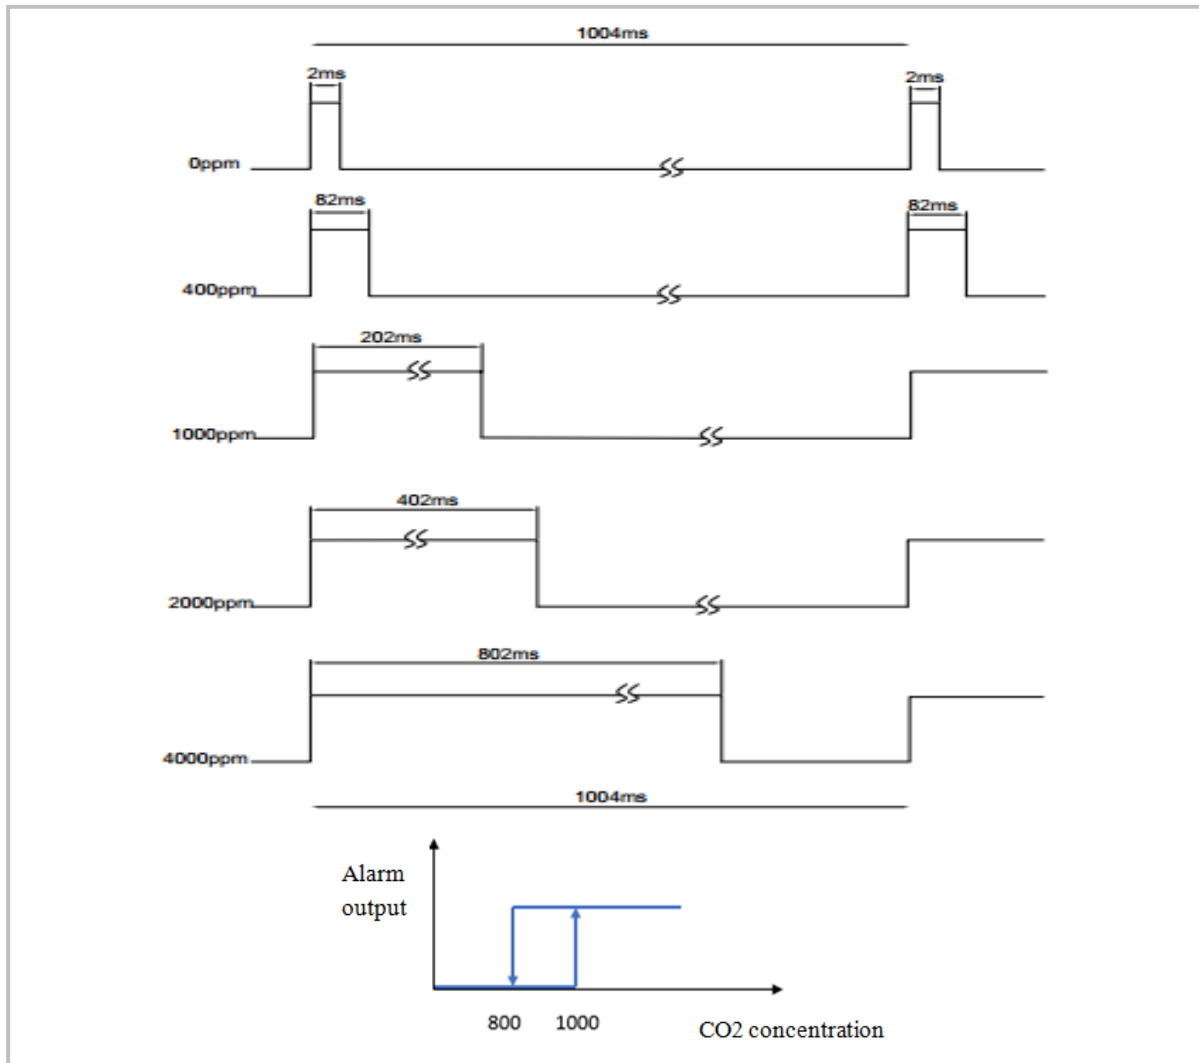 1004ms
2ms 2ms
0ppm
82ms 82ms
400ppm
202ms
1000ppm
402ms
2000ppm
802ms
4000ppm
1004ms
Alarm
output
800 1000 CO2 concentration